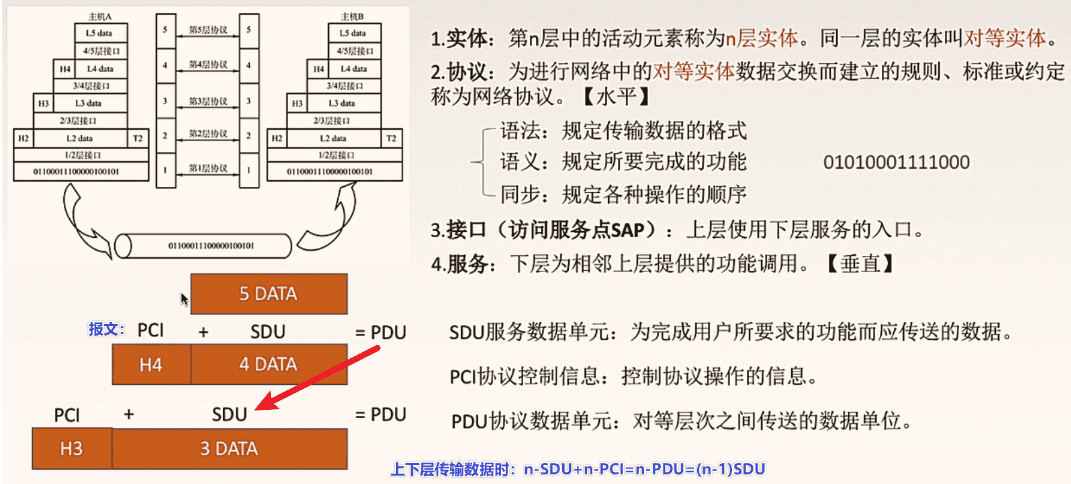 主机A
主机B
L5 data
5
第5层协议
5
L5 data
4/5层接口
4/5层接口
H4
L4 data
4
第4层协议
4
H4
L4 data
3/4层接口
3/4层接口
H3
L3 data
3
第3层协议
3
H3
L3 data
2/3层接口
2/3层接口
H2
L2 data
T2
2
第2层协议
2
H2
L2 data
T2
1/2层接口
1/2层接口
01100011100000100101
1
第1层协议
1
01100011100000100101
01100011100000100101
1.实体：第n层中的活动元素称为n层实体。同一层的实体叫对等实体。
2.协议：为进行网络中的对等实体数据交换而建立的规则、标准或约定
称为网络协议。【水平】
语法：规定传输数据的格式
语义：规定所要完成的功能
01010001111000
同步：规定各种操作的顺序
3.接口（访问服务点SAP）：上层使用下层服务的入口。
4.服务：下层为相邻上层提供的功能调用。【垂直】
5 DATA
报文：
PCI + SDU = PDU
H4
4 DATA
PCI + SDU = PDU
H3
3 DATA
SDU服务数据单元：为完成用户所要求的功能而应传送的数据。
PCI协议控制信息：控制协议操作的信息。
PDU协议数据单元：对等层次之间传送的数据单位。
上下层传输数据时：n-SDU+n-PCI=n-PDU=(n-1)SDU